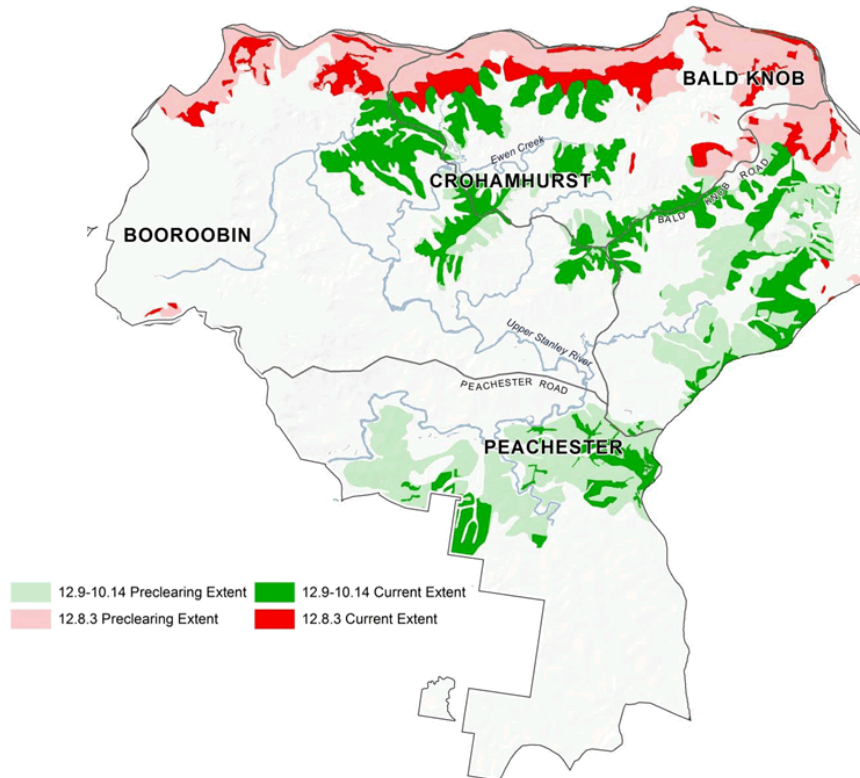 BALD KNOB
Ewen Creek
CROHAMHURST
BALD KNOB ROAD
BOOROOBIN
Upper Stanley River
PEACHESTER ROAD
PEACHESTER
12.9-10.14 Preclearing Extent
12.9-10.14 Current Extent
12.8.3 Preclearing Extent
12.8.3 Current Extent